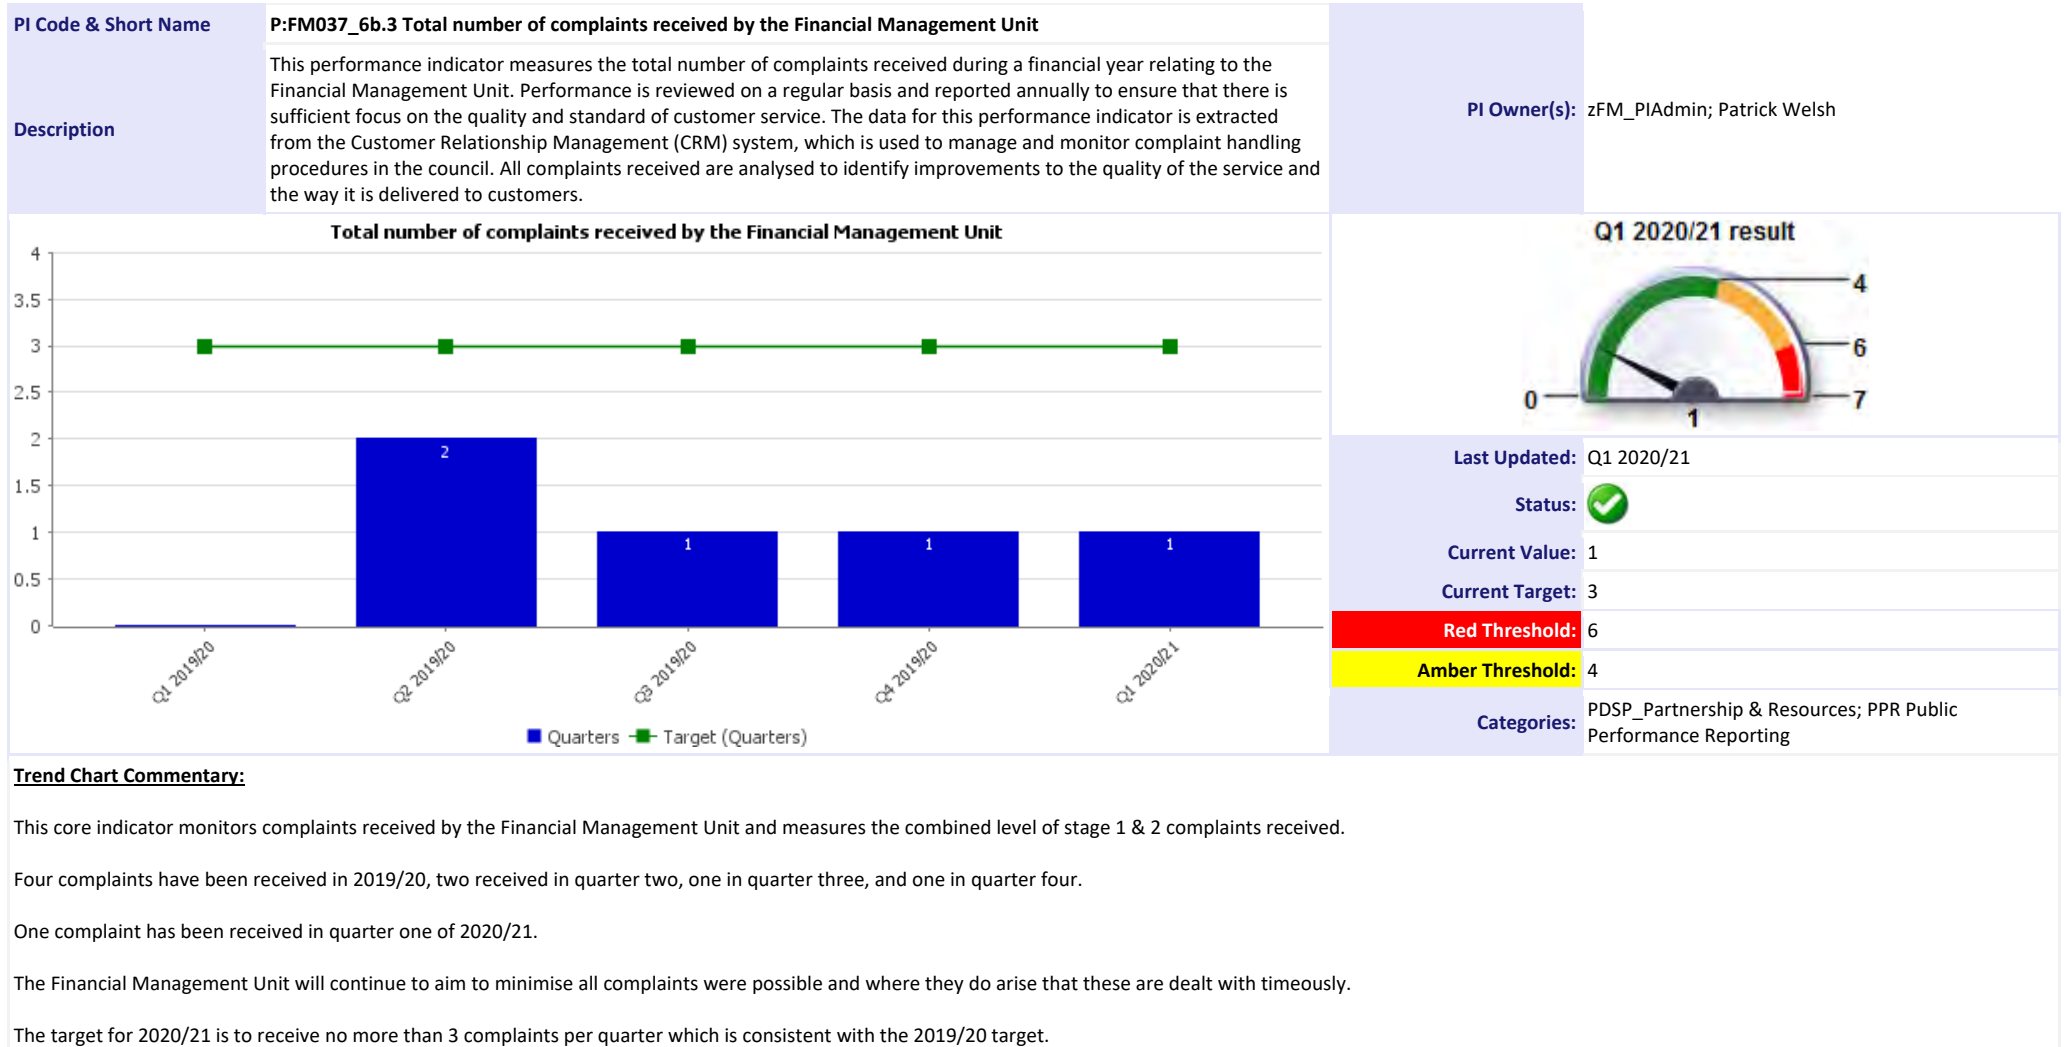 PI Code & Short Name
P:FM037_6b.3 Total number of complaints received by the Financial Management Unit
Description
This performance indicator measures the total number of complaints received during a financial year relating to the
Financial Management Unit. Performance is reviewed on a regular basis and reported annually to ensure that there is
sufficient focus on the quality and standard of customer service. The data for this performance indicator is extracted
from the Customer Relationship Management (CRM) system, which is used to manage and monitor complaint handling
procedures in the council. All complaints received are analysed to identify improvements to the quality of the service and
the way it is delivered to customers.
PI Owner(s): zFM_PIAdmin; Patrick Welsh
Total number of complaints received by the Financial Management Unit
4
3.5
3
2.5
2
1.5
1
0.5
0
2
1
1
1
Q1 2019/20
Q2 2019/20
Q3 2019/20
Q4 2019/20
Q1 2020/21
Quarters
Target (Quarters)
Q1 2020/21 result
4
6
0
7
1
Last Updated: Q1 2020/21
Status:
Current Value: 1
Current Target: 3
Red Threshold: 6
Amber Threshold: 4
Categories: PDSP_Partnership & Resources; PPR Public
Performance Reporting
Trend Chart Commentary:
This core indicator monitors complaints received by the Financial Management Unit and measures the combined level of stage 1 & 2 complaints received.
Four complaints have been received in 2019/20, two received in quarter two, one in quarter three, and one in quarter four.
One complaint has been received in quarter one of 2020/21.
The Financial Management Unit will continue to aim to minimise all complaints were possible and where they do arise that these are dealt with timeously.
The target for 2020/21 is to receive no more than 3 complaints per quarter which is consistent with the 2019/20 target.